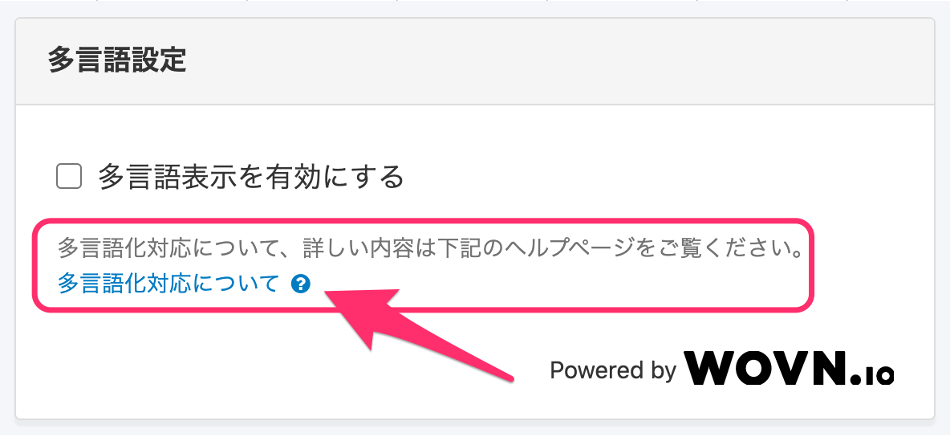 多言語設定
多言語表示を有効にする
多言語化対応について、詳しい内容は下記のヘルプページをご覧ください。
多言語化対応について ?
Powered by WOVN.io